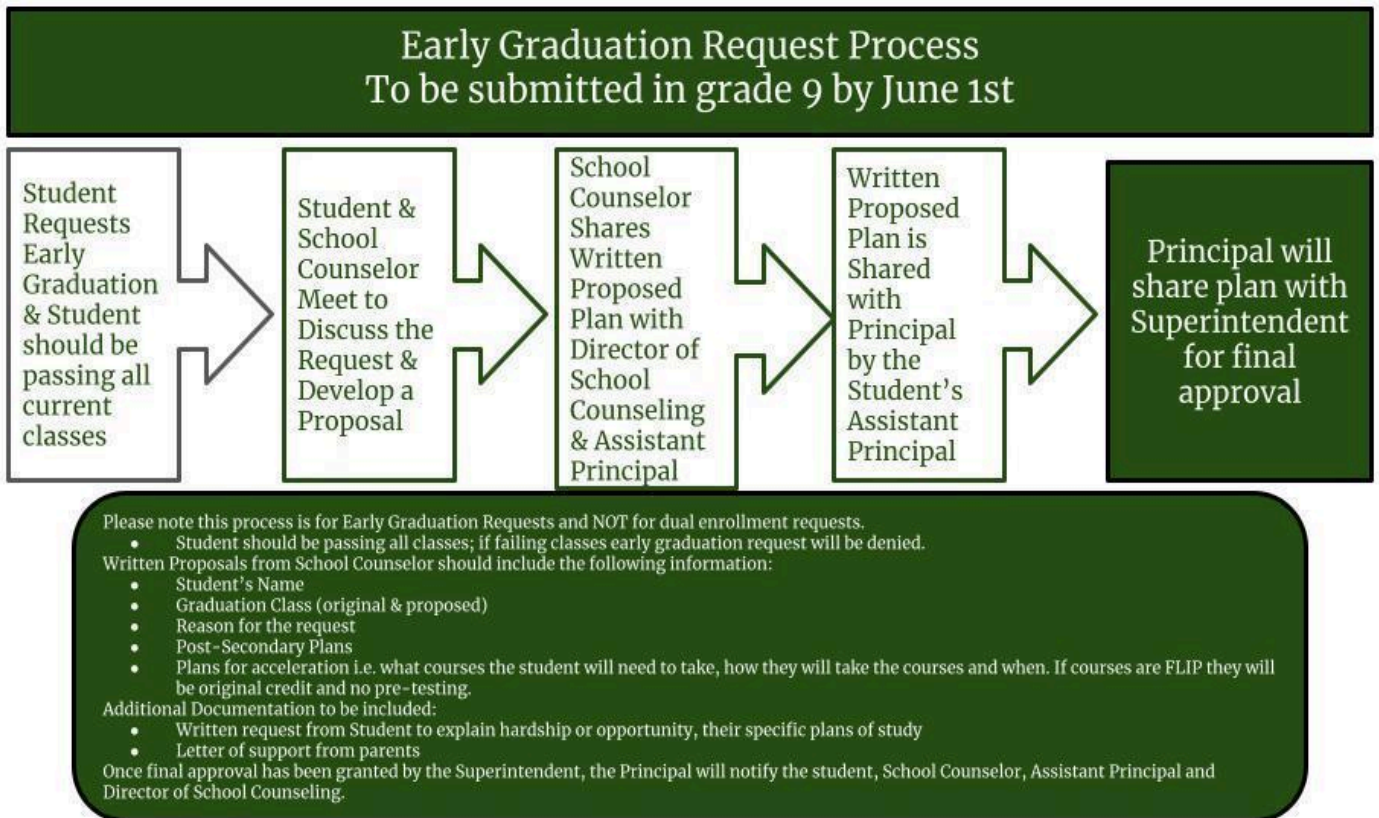 Early Graduation Request Process
To be submitted in grade 9 by June 1st
Student
Requests
Early
Graduation
& Student
should be
passing all
current
classes
Student &
School
Counselor
Meet to
Discuss the
Request &
Develop a
Proposal
School
Counselor
Shares
Written
Proposed
Plan with
Director of
School
Counseling
& Assistant
Principal
Written
Proposed
Plan is
Shared
with
Principal
by the
Student’s
Assistant
Principal
Principal will
share plan with
Superintendent
for final
approval
Please note this process is for Early Graduation Requests and NOT for dual enrollment requests.
● Student should be passing all classes; if failing classes early graduation request will be denied.
Written Proposals from School Counselor should include the following information:
● Student’s Name
● Graduation Class (original & proposed)
● Reason for the request
● Post-Secondary Plans
● Plans for acceleration i.e. what courses the student will need to take, how they will take the courses and when. If courses are FLIP they will
be original credit and no pre-testing.
Additional Documentation to be included:
● Written request from Student to explain hardship or opportunity, their specific plans of study
● Letter of support from parents
Once final approval has been granted by the Superintendent, the Principal will notify the student, School Counselor, Assistant Principal and
Director of School Counseling.